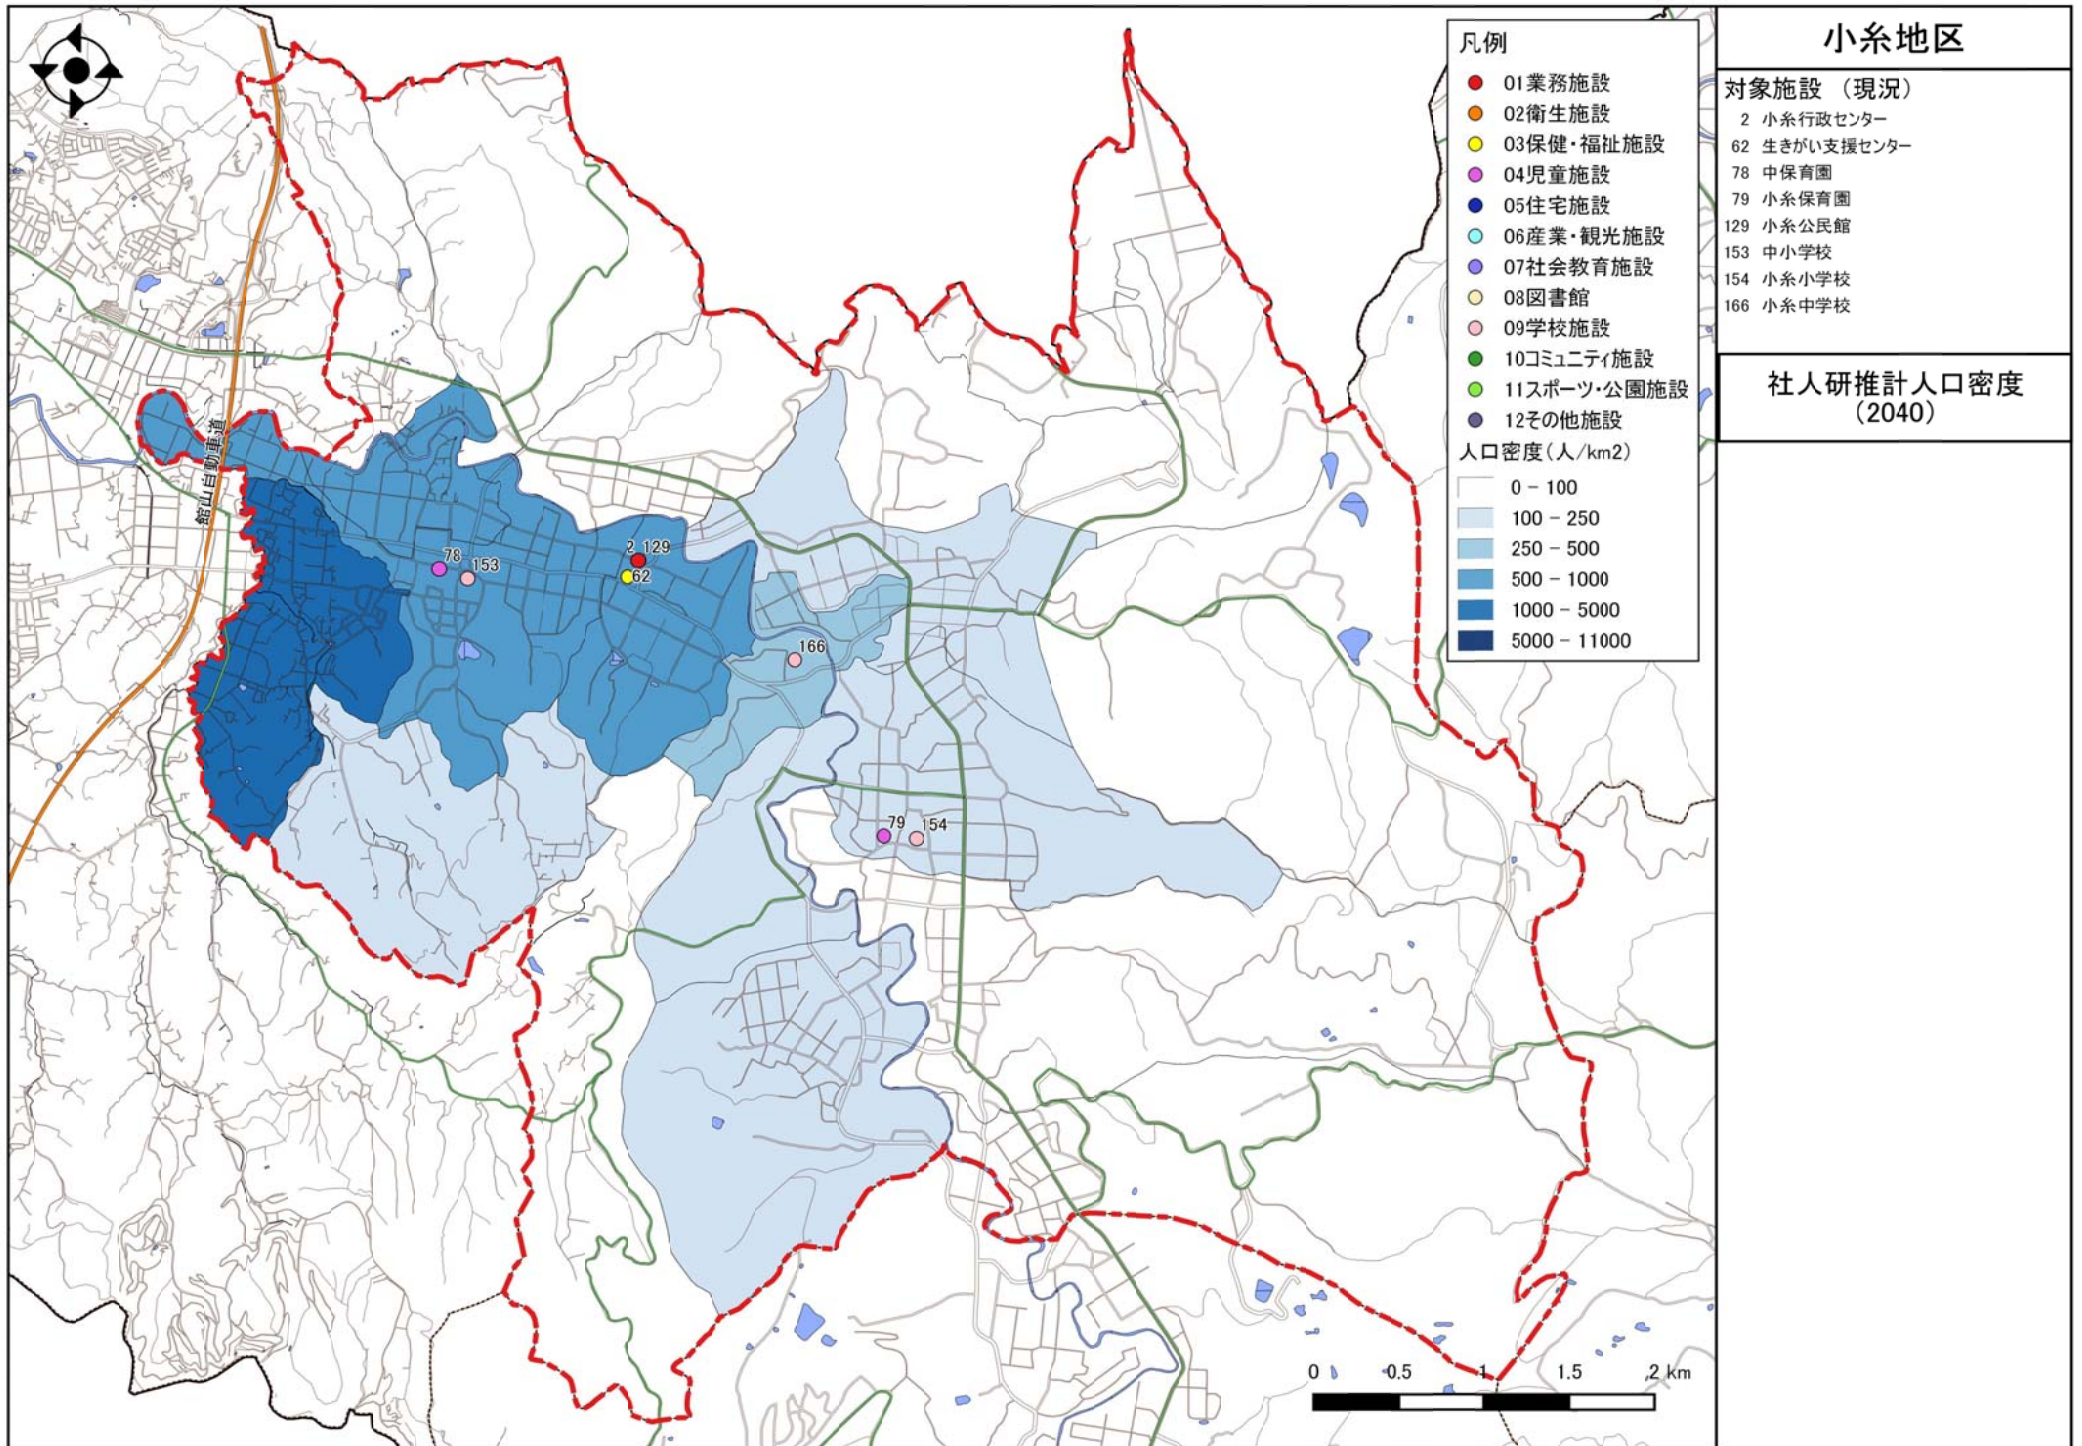 小糸地区
対象施設 （現況）
2 小糸行政センター
62 生きがい支援センター
78 中保育園
79 小糸保育園
129 小糸公民館
153 中小学校
154 小糸小学校
166 小糸中学校
社人研推計人口密度
（2040）
凡例
01業務施設
02衛生施設
03保健・福祉施設
04児童施設
05住宅施設
06産業・観光施設
07社会教育施設
08図書館
09学校施設
10コミュニティ施設
11スポーツ・公園施設
12その他施設
人口密度(人/km2)
0 - 100
100 - 250
250 - 500
500 - 1000
1000 - 5000
5000 - 11000
館山自動車道
78
153
2 129
62
166
79
154
0 0.5 1 1.5 2 km